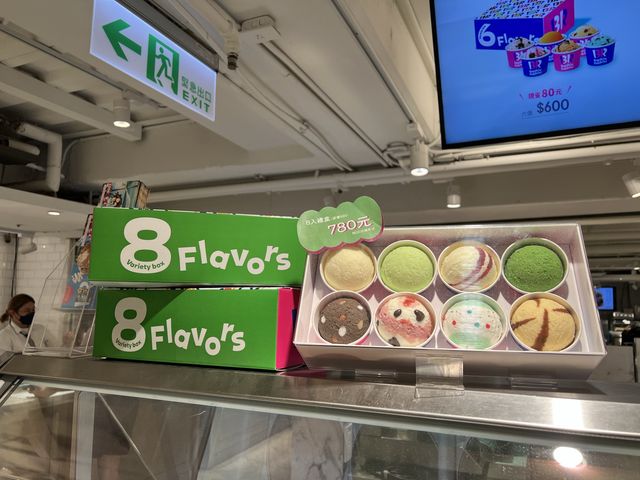 緊急出口
EXIT
6 Flavors
31
現省80元
$600
8入禮盒
780元
8
Variety box
Flavors
8
Variety box
Flavors